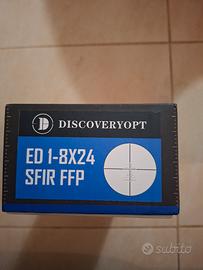 DISCOVERYOPT
ED 1-8X24
SFIR FFP
subito